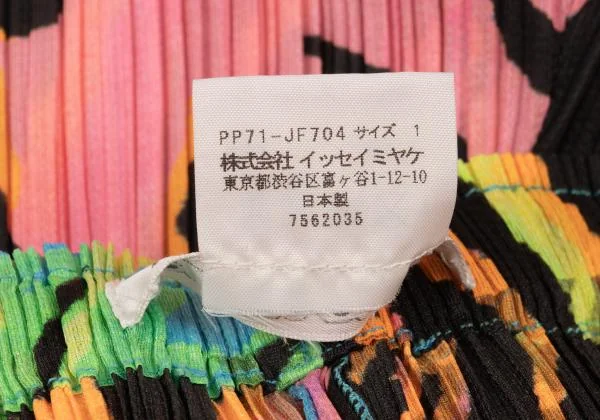 PP71-JF704 サイズ 1
株式会社 イッセイミヤケ
東京都渋谷区富ヶ谷1-12-10
日本製
7562035